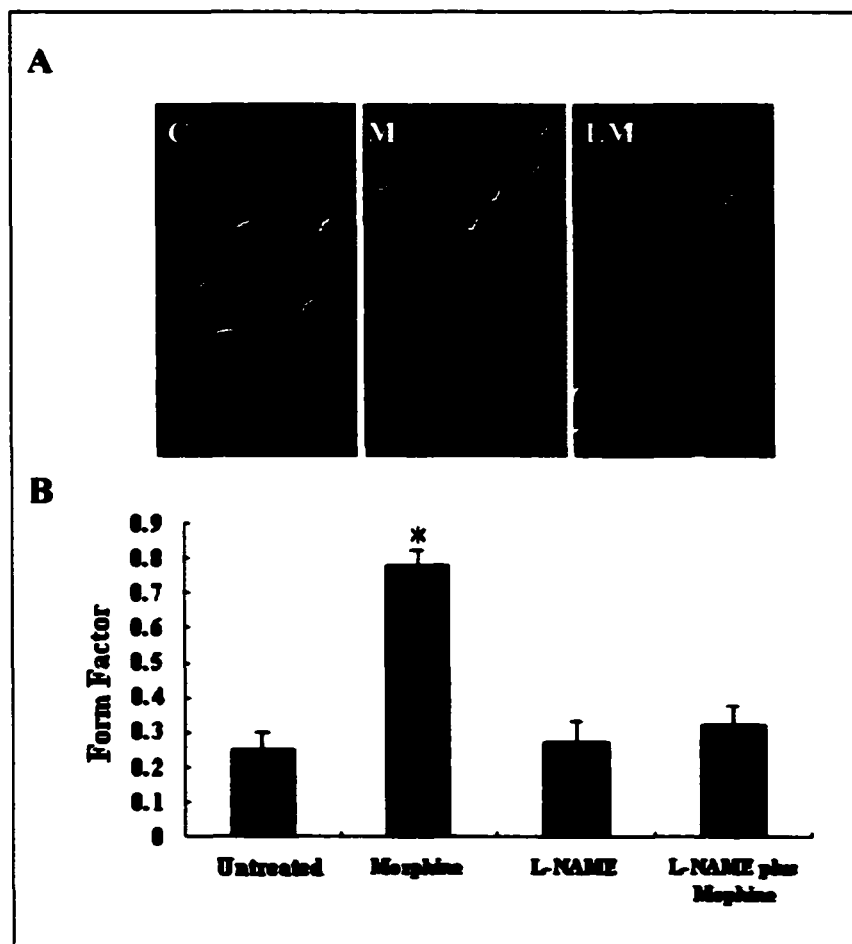 A
C
M
LM
B
0.9
0.8
0.7
0.6
0.5
0.4
0.3
0.2
0.1
0
Form Factor
*
Untreated
Morphine
L-NAME
L-NAME plus
Mophine